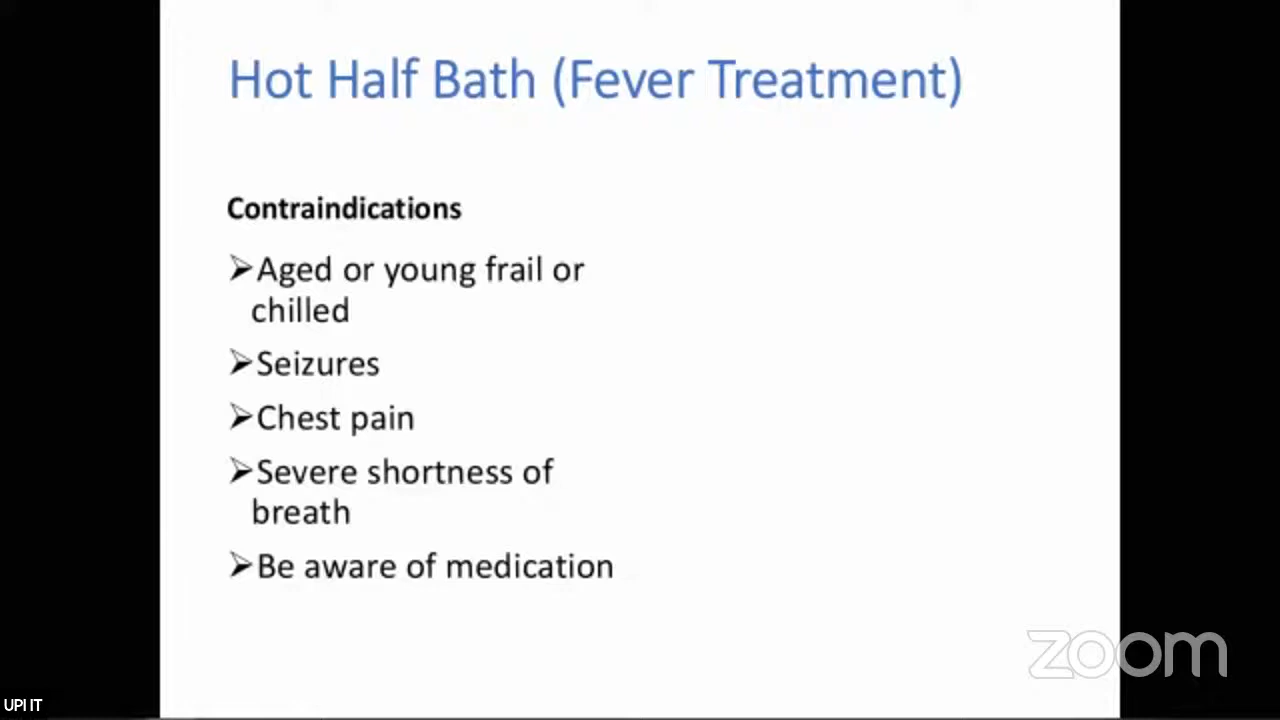 Hot Half Bath (Fever Treatment)
Contraindications
➢Aged or young frail or
chilled
➢Seizures
➢Chest pain
➢Severe shortness of
breath
➢Be aware of medication
zoom
UPI IT